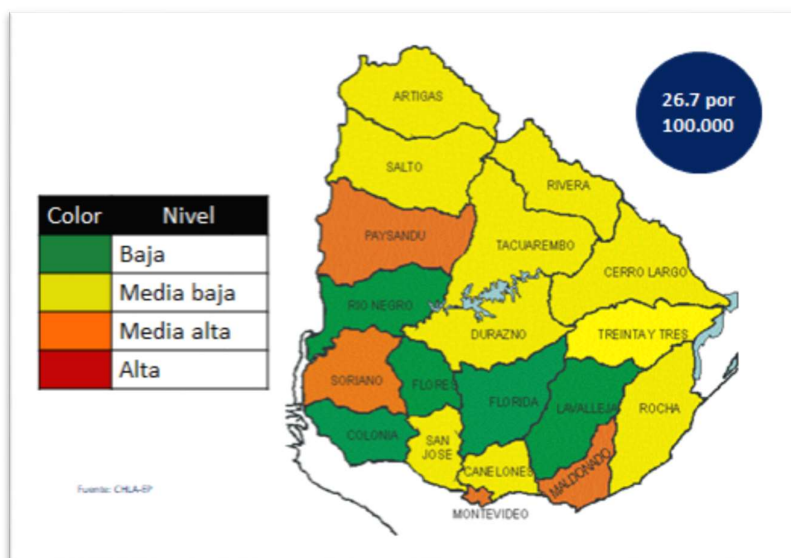 26.7 por
100.000
Color Nivel
Baja
Media baja
Media alta
Alta
ARTIGAS
SALTO
RIVERA
PAYSANDU
TACUAREMBO
CERRO LARGO
RIO NEGRO
DURAZNO
TREINTA Y TRES
SORIANO
FLORES
FLORIDA
LAVALLEJA
ROCHA
COLONIA
SAN
JOSE
CANELONES
MALDONADO
MONTEVIDEO
Fuente: CHLA-EP